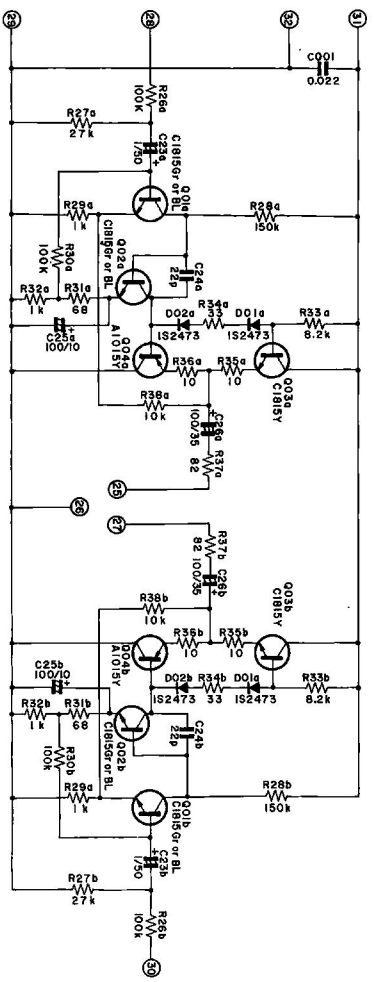 29
28
32
31
C001
0.022
R26a
100K
R27a
27k
C23a
1/50
+
Q01a
C1815Gr or BL
R28a
150k
R29a
1k
R30a
100K
Q02a
C1815Gr or BL
C24a
22p
R32a
1k
R31a
68
C25a
100/10
+
Q04a
A1015Y
D02a
1S2473
R34a
33
D01a
1S2473
R33a
8.2k
Q03a
C1815Y
R36a
10
R35a
10
R38a
10k
C26a
100/35
+
R37a
82
25
26
27
R37b
82
C26b
100/35
+
R38b
10k
R36b
10
R35b
10
Q03b
C1815Y
Q04b
A1015Y
C25b
100/10
+
D02b
1S2473
R34b
33
D01a
1S2473
R33b
8.2k
R32b
1k
R31b
68
R30b
100k
Q02b
C1815Gr or BL
C24b
22p
R29a
1k
Q01b
C1815Gr or BL
R28b
150k
C23b
1/50
+
R27b
27k
R26b
100k
30